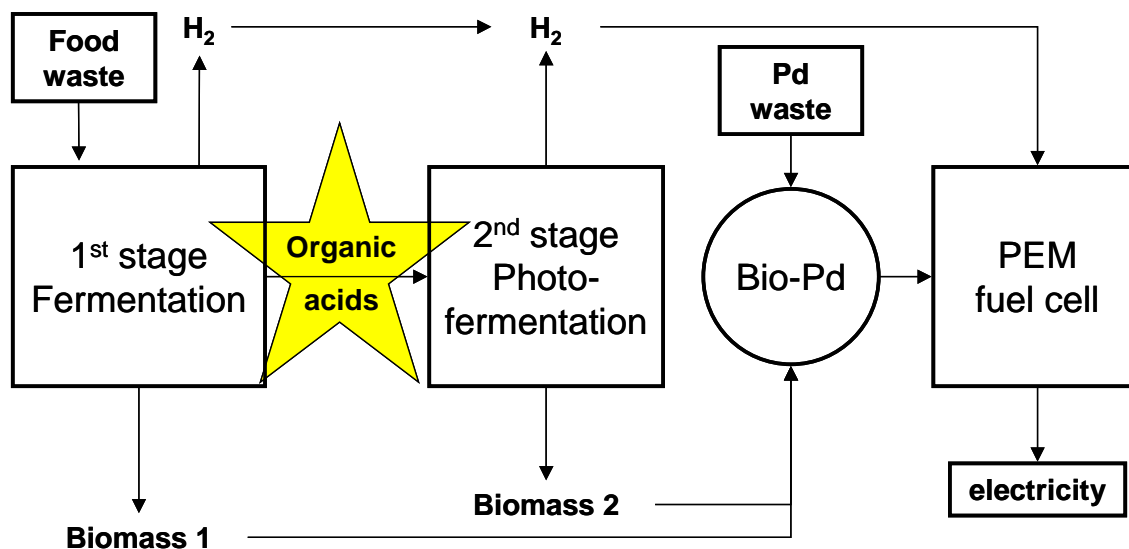 Food
waste
H2
H2
Pd
waste
1st stage
Fermentation
Organic
acids
2nd stage
Photo-
fermentation
Bio-Pd
PEM
fuel cell
Biomass 1
Biomass 2
electricity